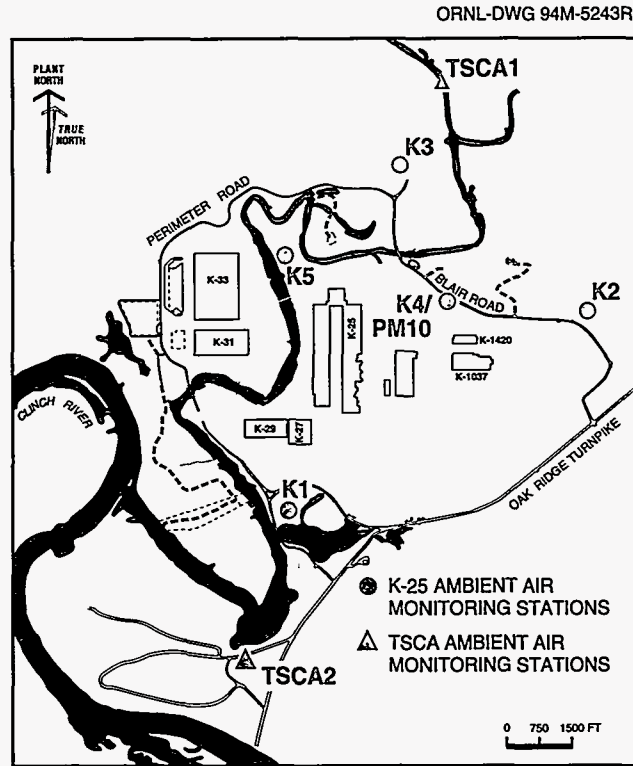 ORNL-DWG 94M-5243R
PLANT
NORTH
TRUE
NORTH
TSCA1
K3
PERIMETER ROAD
K5
K-33
K-31
K-25
K4/
PM10
BLAIR ROAD
K2
K-1420
K-1037
CLINCH RIVER
K-29
K-27
K1
OAK RIDGE TURNPIKE
K-25 AMBIENT AIR
MONITORING STATIONS
TSCA AMBIENT AIR
MONITORING STATIONS
TSCA2
0 750 1500 FT